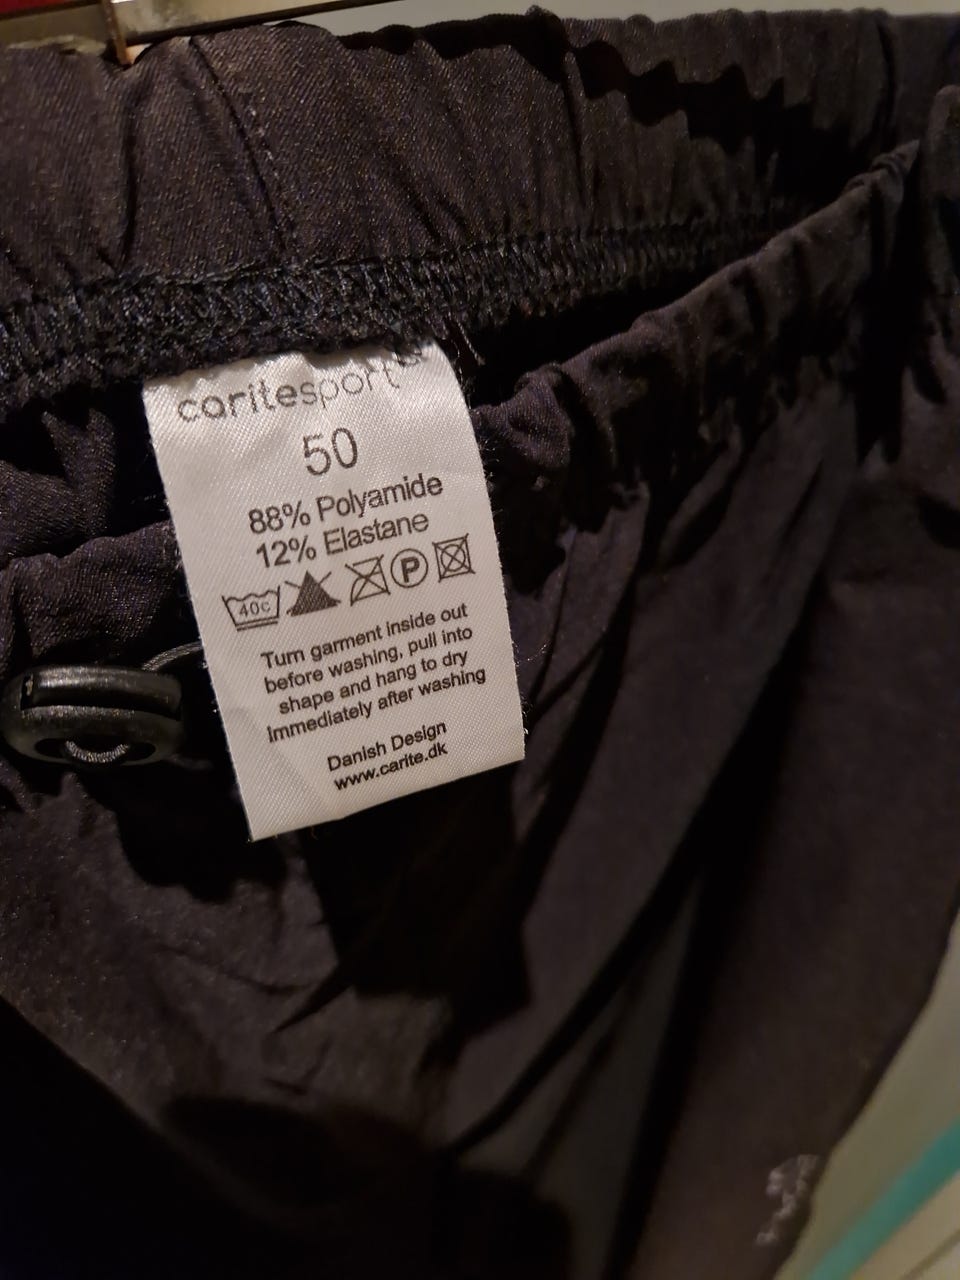 caritesport
50
88% Polyamide
12% Elastane
40c P
Turn garment inside out
before washing, pull into
shape and hang to dry
Immediately after washing
Danish Design
www.carite.dk